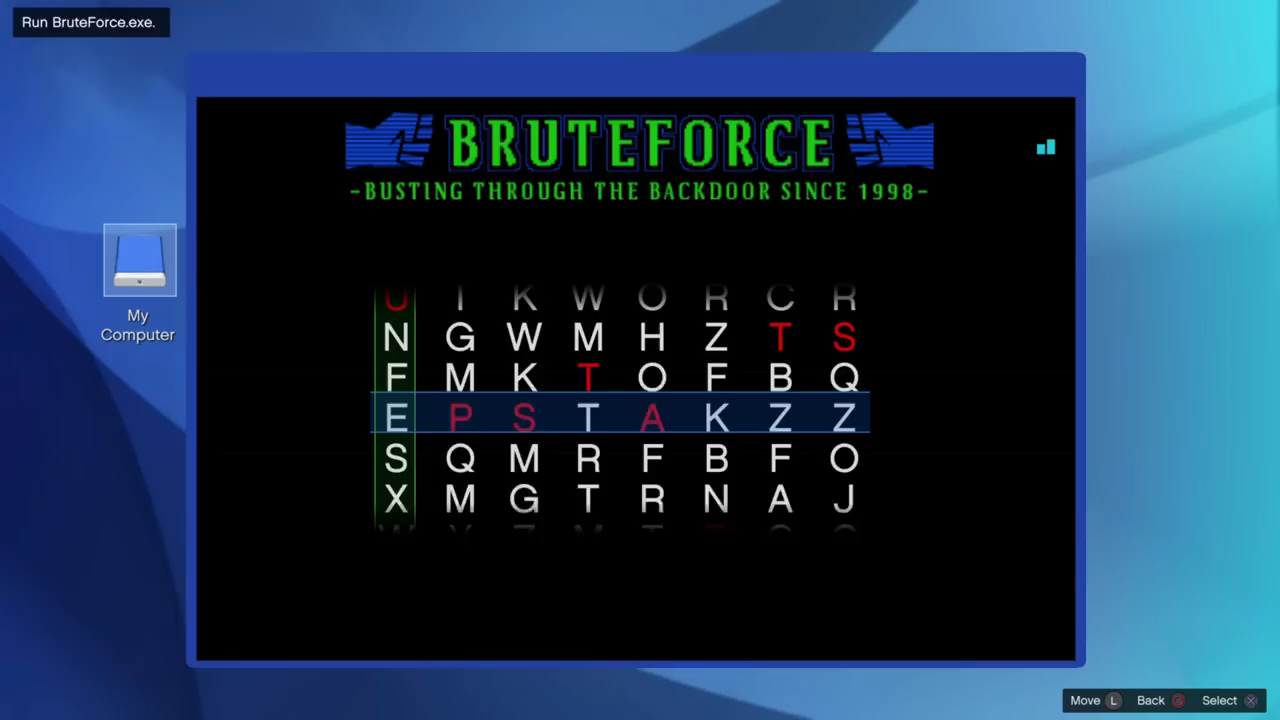 Run BruteForce.exe.
BRUTEFORCE
-BUSTING THROUGH THE BACKDOOR SINCE 1998-
U I K W O R C R
N G W M H Z T S
F M K T O F B Q
E P S T A K Z Z
S Q M R F B F O
X M G T R N A J
My
Computer
Move L Back Select